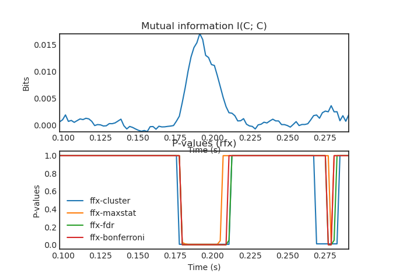 Mutual information I(C; C)
0.015
0.010
0.005
0.000
Bits
0.100 0.125 0.150 0.175 0.200 0.225 0.250 0.275
Time (s)
P-values (rfx)
1.0
0.8
0.6
0.4
0.2
0.0
P-values
ffx-cluster
ffx-maxstat
ffx-fdr
ffx-bonferroni
0.100 0.125 0.150 0.175 0.200 0.225 0.250 0.275
Time (s)